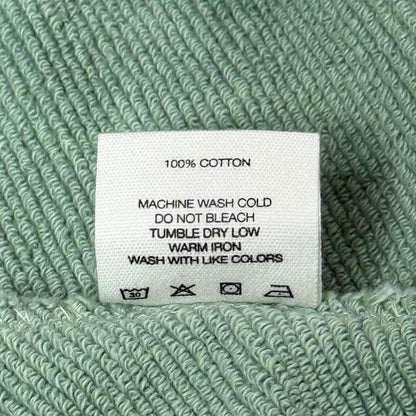 100% COTTON
MACHINE WASH COLD
DO NOT BLEACH
TUMBLE DRY LOW
WARM IRON
WASH WITH LIKE COLORS
30